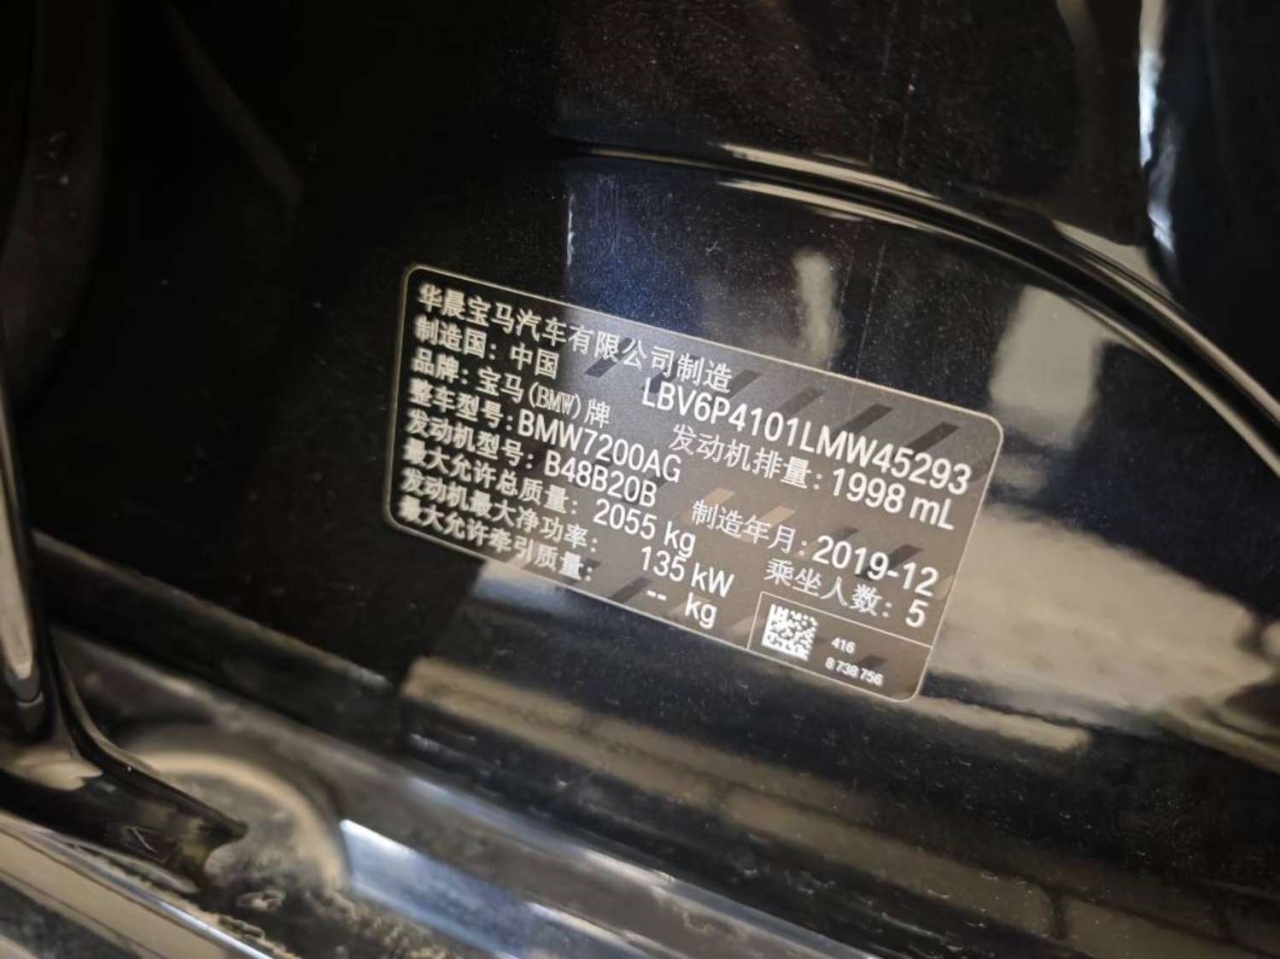 华晨宝马汽车有限公司制造
制造国：中国 LBV6P4101LMW45293
品牌：宝马(BMW)牌 发动机排量：1998 mL
整车型号：BMW7200AG
发动机型号：B48B20B 制造年月：2019-12
最大允许总质量：2055 kg 乘坐人数：5
发动机最大净功率：135 kW
最大允许牵引质量：-- kg
416
8 738 756